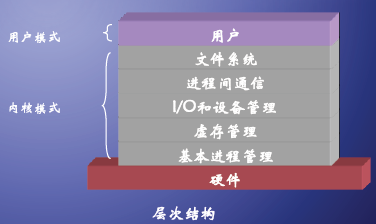 用户模式
用户
文件系统
进程间通信
内核模式
I/O和设备管理
虚存管理
基本进程管理
硬件
层次结构